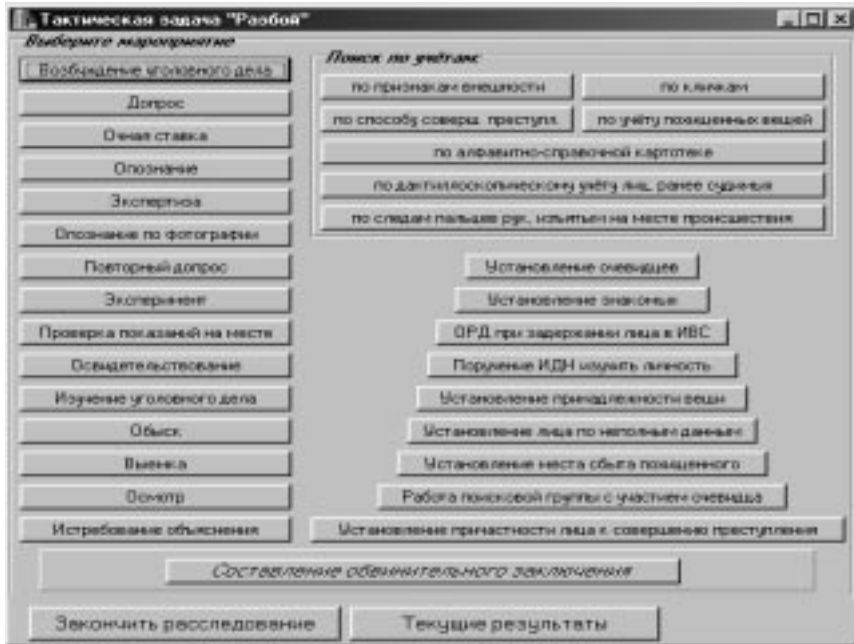 Тактическая задача "Разбой"
Выберите мероприятие
Возбуждение уголовного дела
Допрос
Очная ставка
Опознание
Экспертиза
Опознание по фотографии
Повторный допрос
Эксперимент
Проверка показаний на месте
Освидетельствование
Изучение уголовного дела
Обыск
Выемка
Осмотр
Истребование объяснения
Поиск по учётам:
по признакам внешности
по кличкам
по способу соверш. преступл.
по учёту похищенных вещей
по алфавитно-справочной картотеке
по дактиллоскопическому учёту лиц, ранее судимых
по следам пальцев рук, изъятым на месте происшествия
Установление очевидцев
Установление знакомых
ОРД при задержании лица в ИВС
Поручение ИДН изучить личность
Установление принадлежности вещи
Установление лица по неполным данным
Установление места сбыта похищенного
Работа поисковой группы с участием очевидца
Установление причастности лица к совершению преступления
Составление обвинительного заключения
Закончить расследование
Текущие результаты